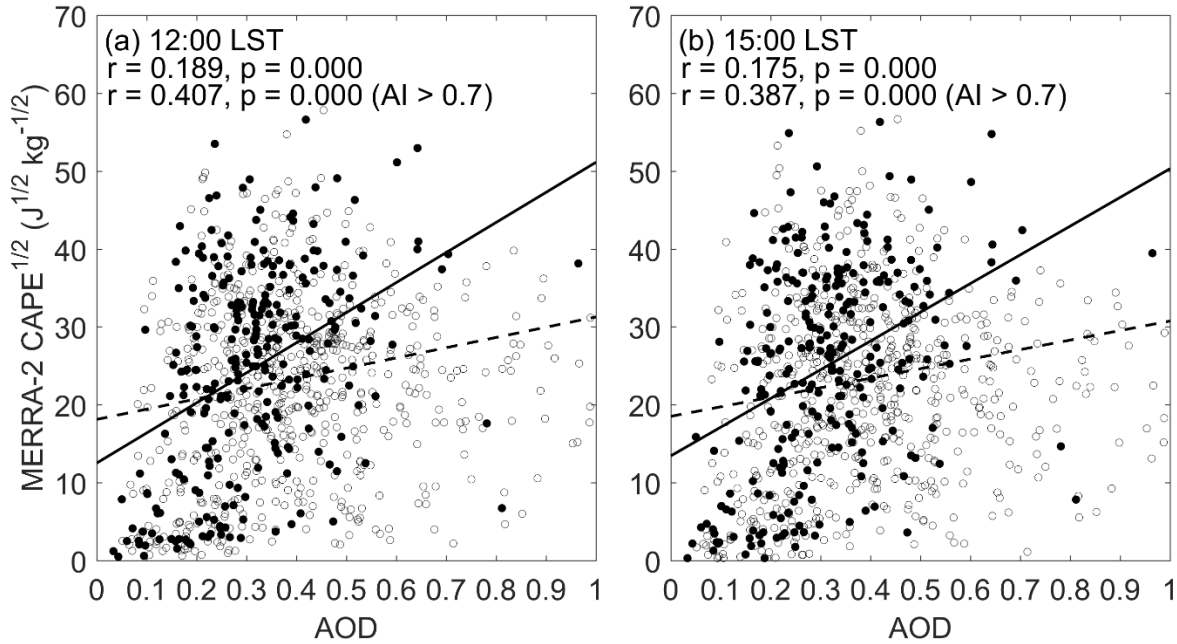 (a) 12:00 LST
r = 0.189, p = 0.000
r = 0.407, p = 0.000 (AI > 0.7)
MERRA-2 CAPE^1/2 (J^1/2 kg^-1/2)
70
60
50
40
30
20
10
0
0 0.1 0.2 0.3 0.4 0.5 0.6 0.7 0.8 0.9 1
AOD
(b) 15:00 LST
r = 0.175, p = 0.000
r = 0.387, p = 0.000 (AI > 0.7)
70
60
50
40
30
20
10
0
0 0.1 0.2 0.3 0.4 0.5 0.6 0.7 0.8 0.9 1
AOD